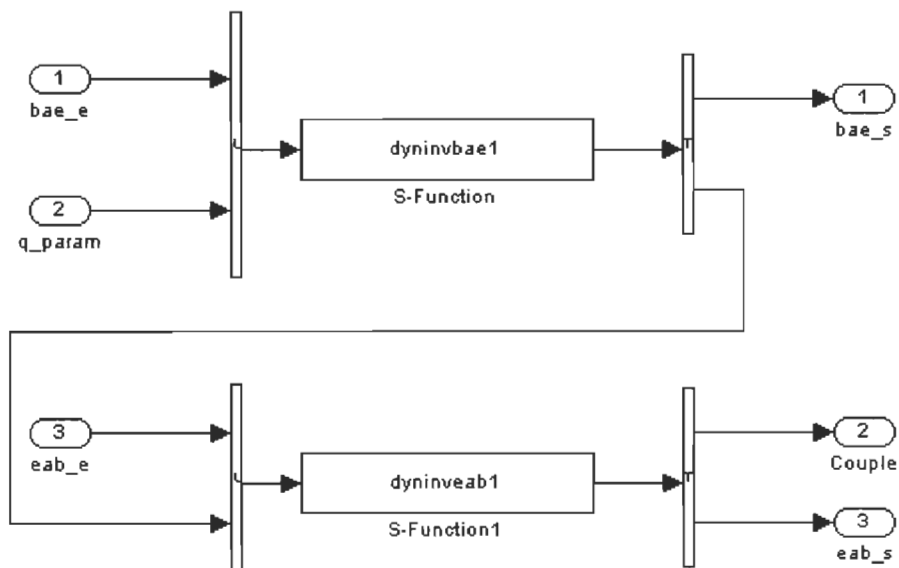 1
bae_e
dyninvbae1
S-Function
1
bae_s
2
q_param
3
eab_e
dyninveab1
S-Function1
2
Couple
3
eab_s